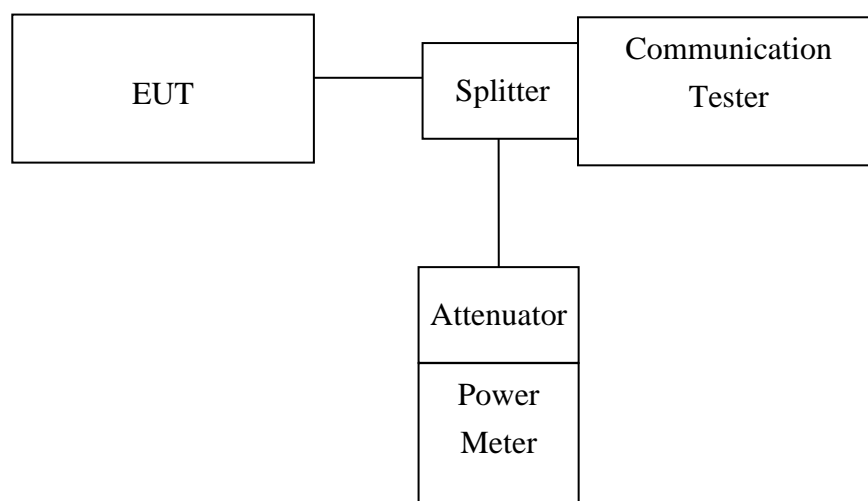 EUT
Splitter
Communication
Tester
Attenuator
Power
Meter